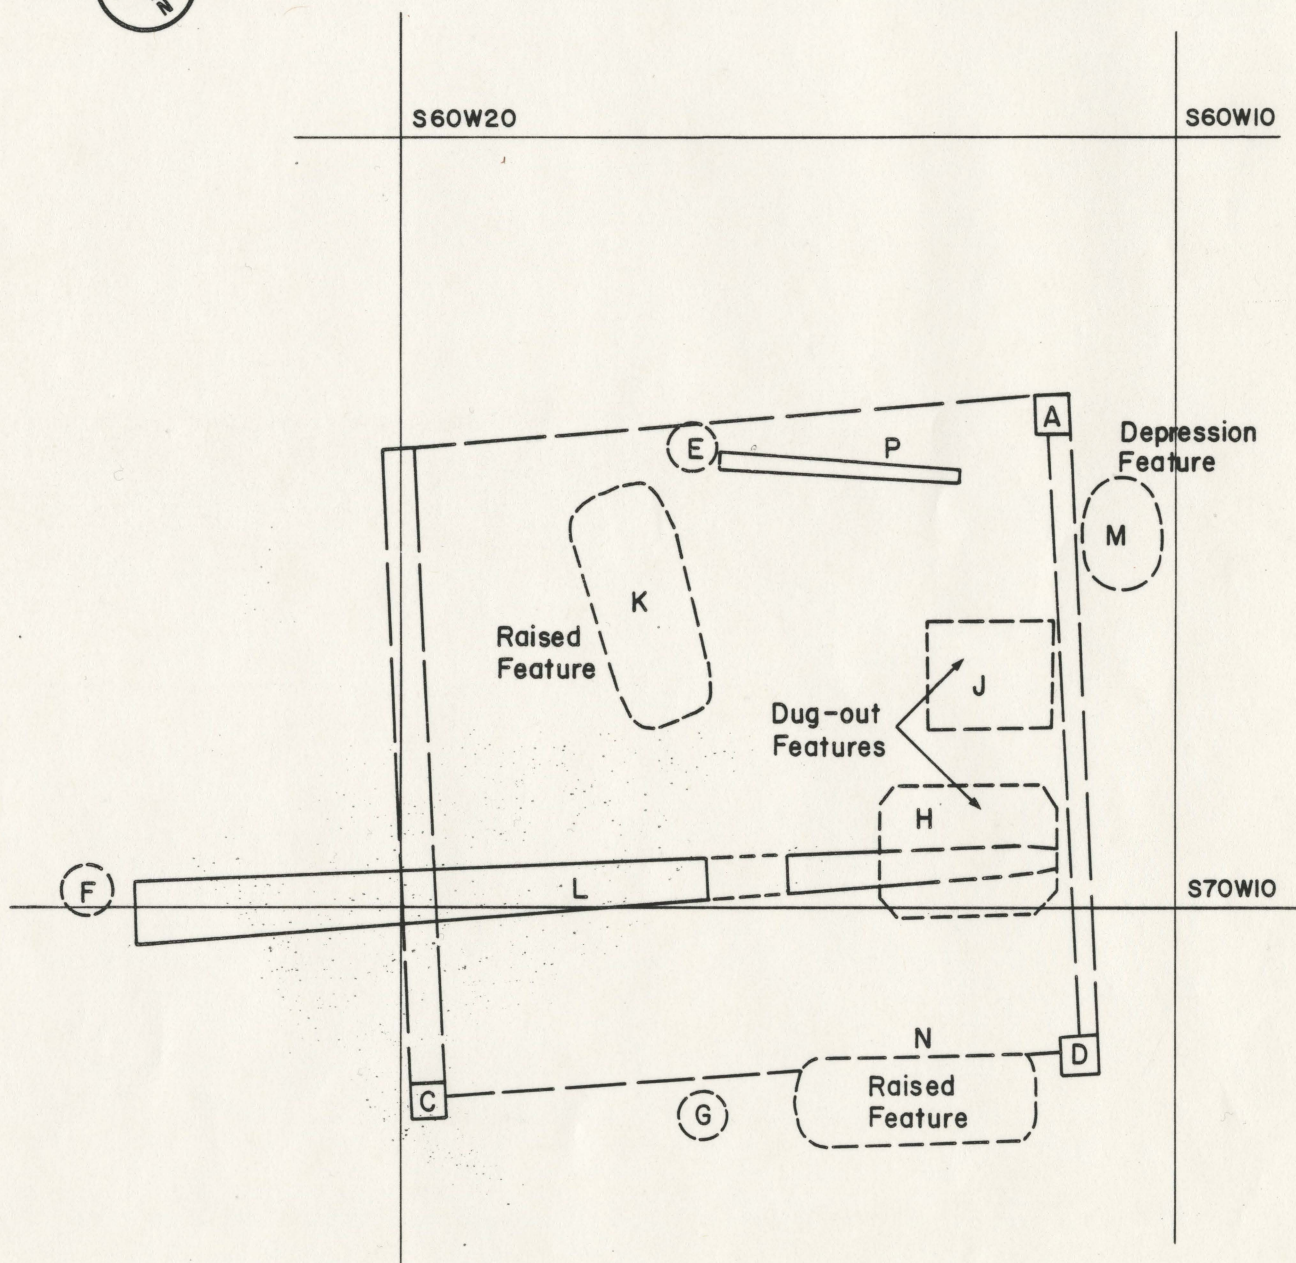 N
S60W20
S60W10
A
Depression
Feature
E
P
M
K
Raised
Feature
J
Dug-out
Features
H
F
L
S70W10
N
D
Raised
Feature
C
G